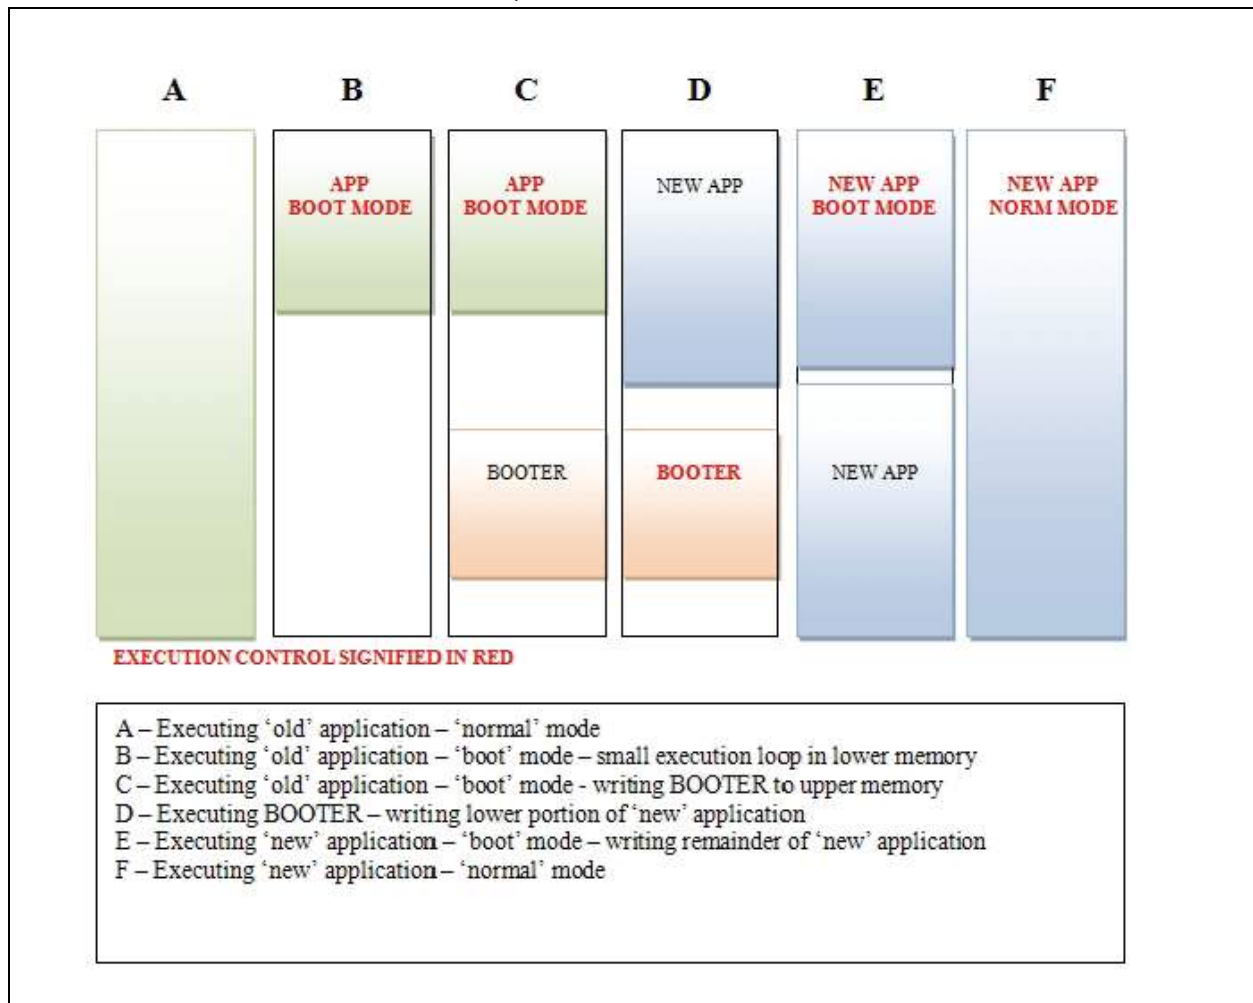 A B C D E F
APP
BOOT MODE
APP
BOOT MODE
NEW APP
NEW APP
BOOT MODE
NEW APP
NORM MODE
BOOTER
BOOTER
NEW APP
EXECUTION CONTROL SIGNIFIED IN RED
A – Executing ‘old’ application – ‘normal’ mode
B – Executing ‘old’ application – ‘boot’ mode – small execution loop in lower memory
C – Executing ‘old’ application – ‘boot’ mode - writing BOOTER to upper memory
D – Executing BOOTER – writing lower portion of ‘new’ application
E – Executing ‘new’ application – ‘boot’ mode – writing remainder of ‘new’ application
F – Executing ‘new’ application – ‘normal’ mode